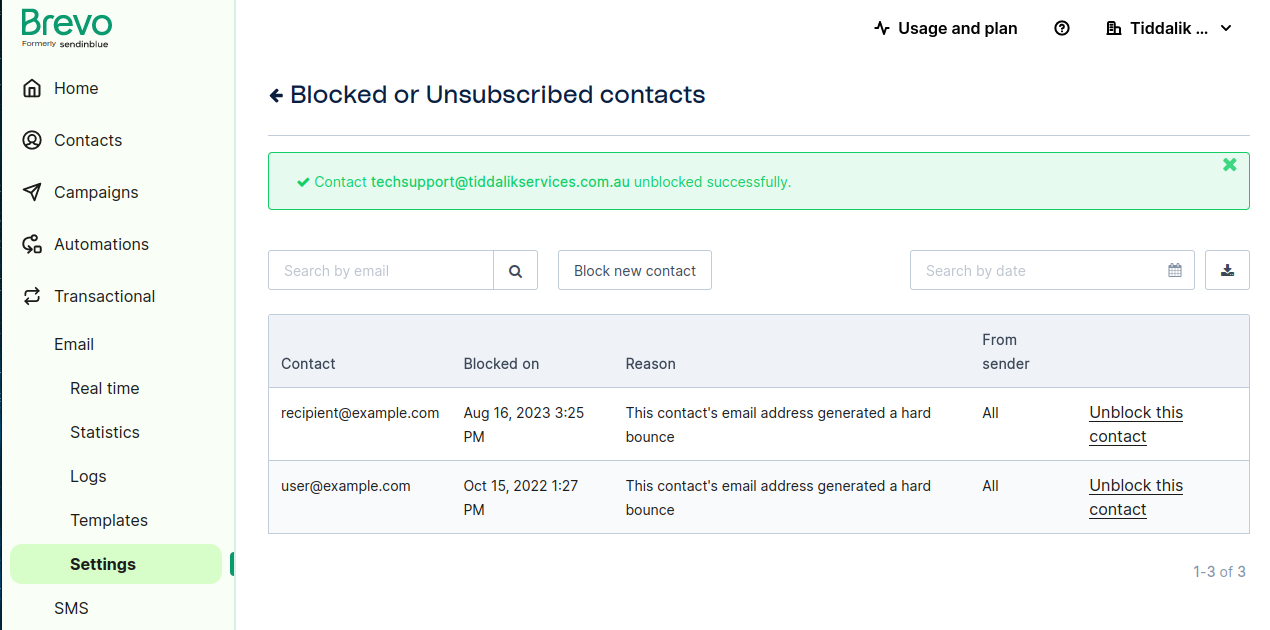 Brevo
Formerly sendinblue
Usage and plan
Tiddalik ...
Home
Contacts
Campaigns
Automations
Transactional
Email
Real time
Statistics
Logs
Templates
Settings
SMS
Blocked or Unsubscribed contacts
Contact techsupport@tiddalikservices.com.au unblocked successfully.
Search by email
Block new contact
Search by date
Contact Blocked on Reason From sender
recipient@example.com Aug 16, 2023 3:25 This contact's email address generated a hard All Unblock this
PM bounce contact
user@example.com Oct 15, 2022 1:27 This contact's email address generated a hard All Unblock this
PM bounce contact
1-3 of 3